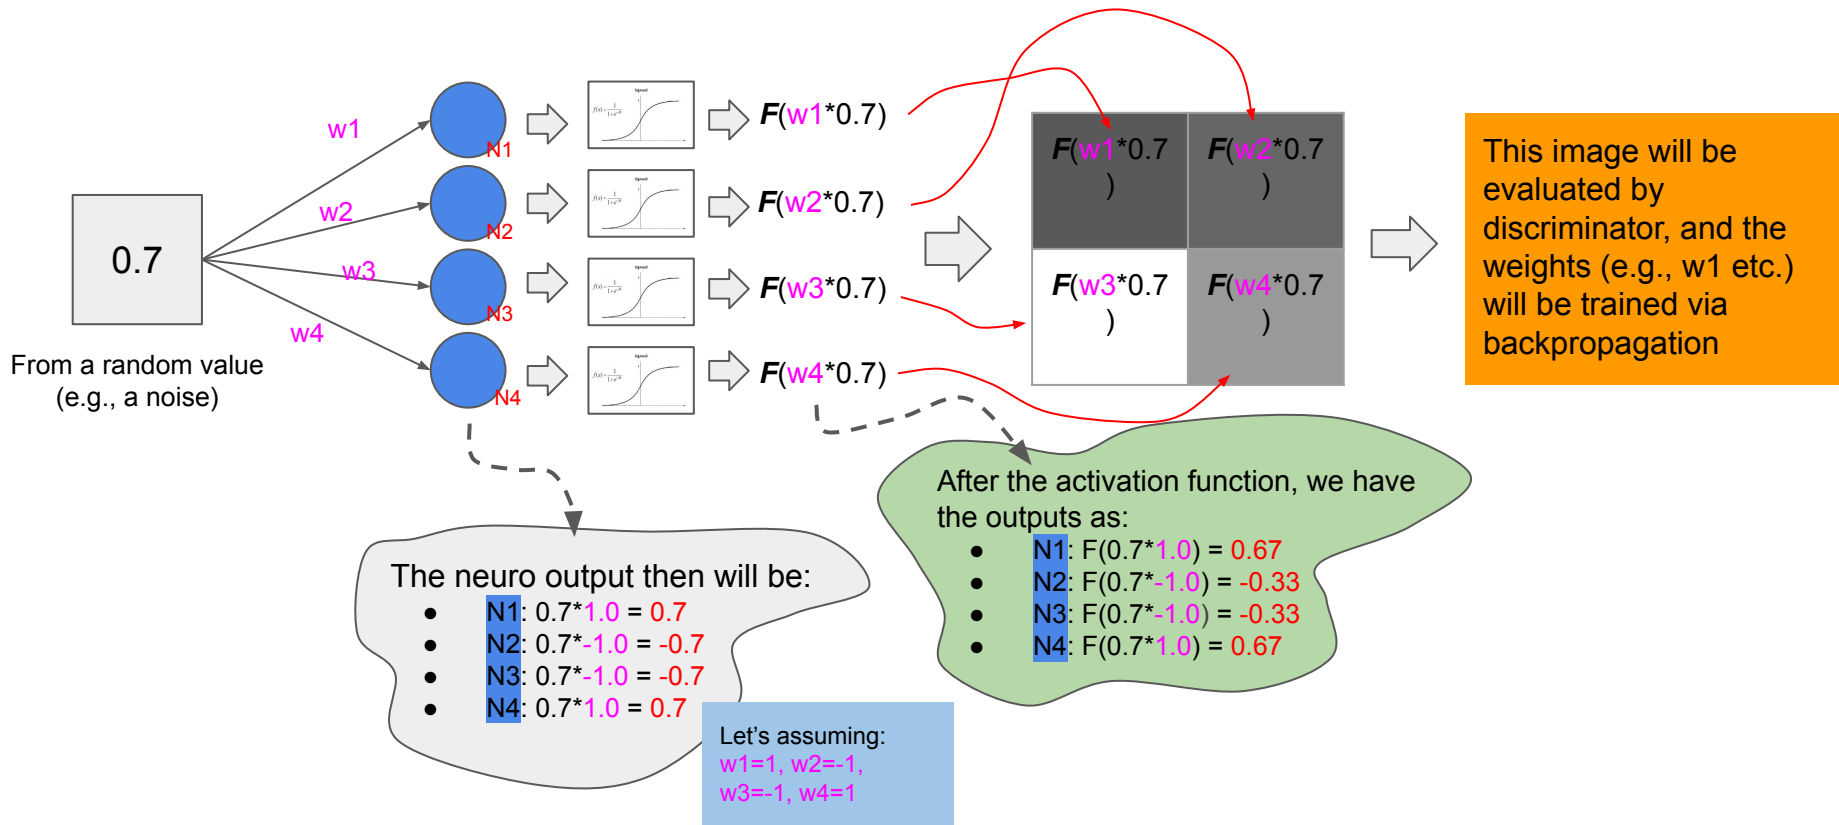 w1
w2
w3
w4
0.7
From a random value
(e.g., a noise)
N1
N2
N3
N4
Sigmoid
Sigmoid
Sigmoid
Sigmoid
F(w1*0.7)
F(w2*0.7)
F(w3*0.7)
F(w4*0.7)
F(w1*0.7
)
F(w2*0.7
)
F(w3*0.7
)
F(w4*0.7
)
This image will be
evaluated by
discriminator, and the
weights (e.g., w1 etc.)
will be trained via
backpropagation
The neuro output then will be:
● N1: 0.7*1.0 = 0.7
● N2: 0.7*-1.0 = -0.7
● N3: 0.7*-1.0 = -0.7
● N4: 0.7*1.0 = 0.7
Let’s assuming:
w1=1, w2=-1,
w3=-1, w4=1
After the activation function, we have
the outputs as:
● N1: F(0.7*1.0) = 0.67
● N2: F(0.7*-1.0) = -0.33
● N3: F(0.7*-1.0) = -0.33
● N4: F(0.7*1.0) = 0.67